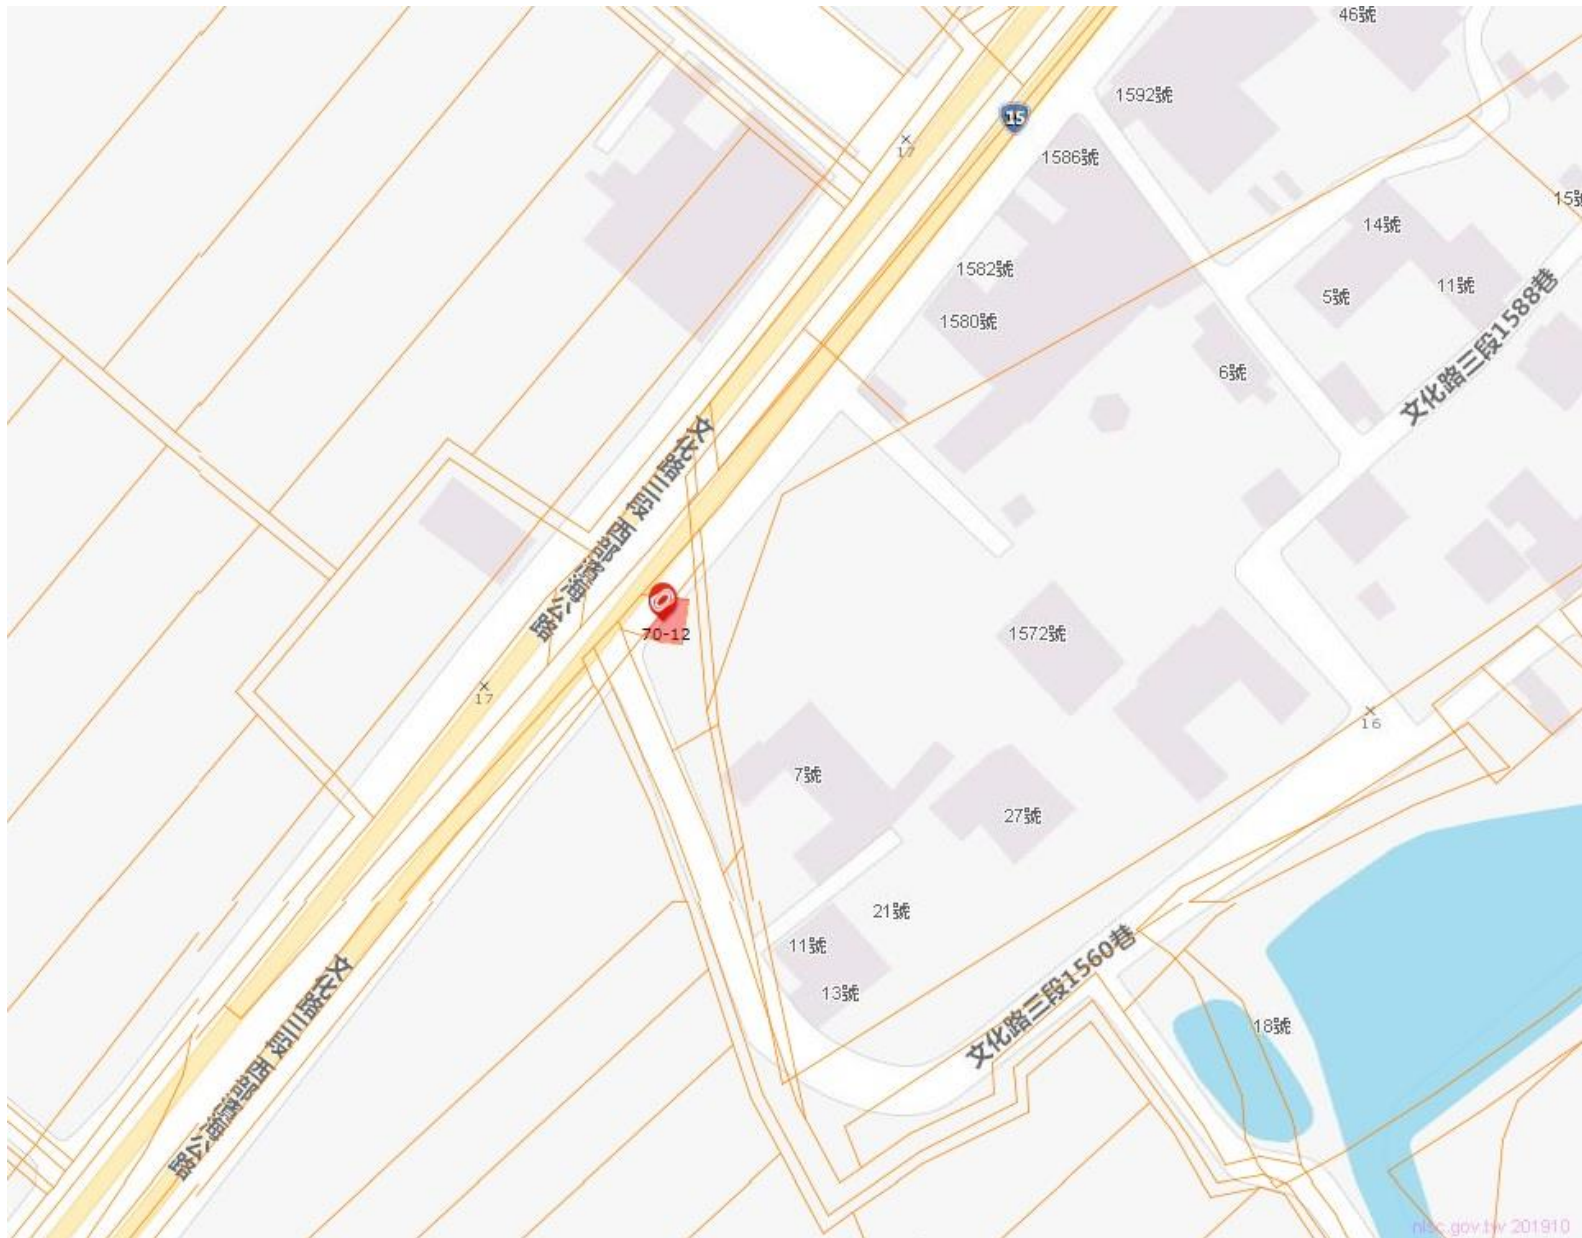 46號
1592號
15
17
1586號
15號
14號
1582號
11號
5號
1580號
文化路三段1588巷
6號
文化路三段 西部濱海公路
70-12
1572號
17
16
7號
27號
21號
11號
文化路三段1560巷
13號
18號
文化路三段 西部濱海公路
nlsc.gov.tw 201910